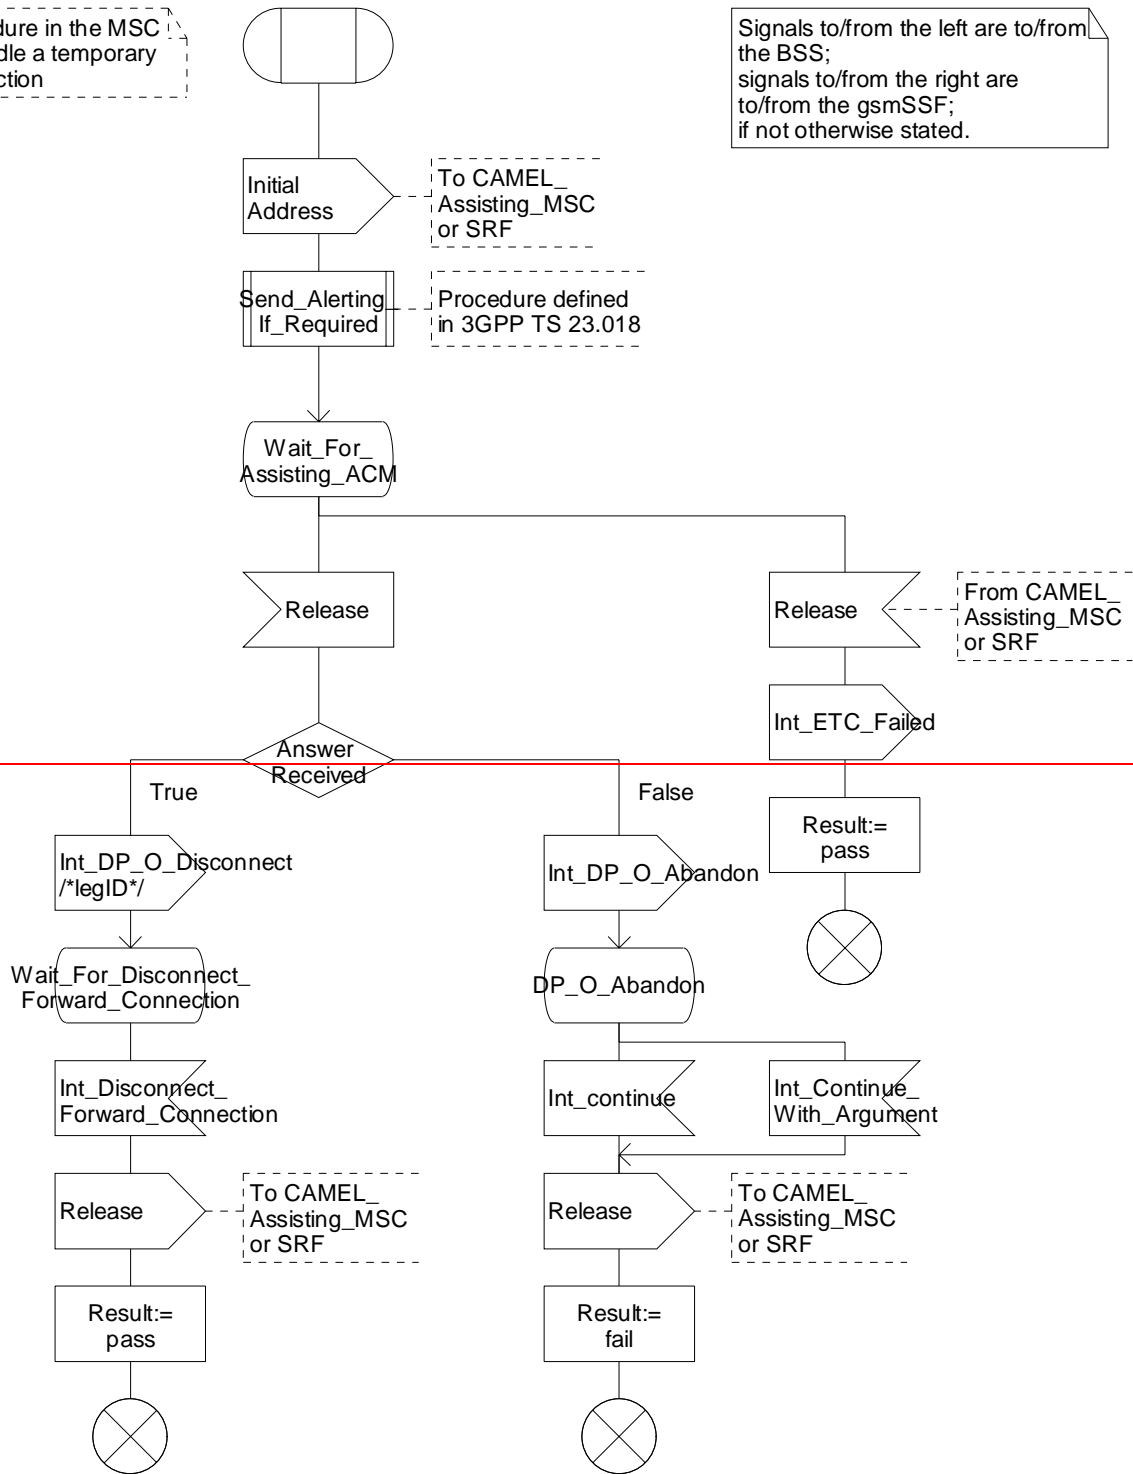 dure in the MSC
dle a temporary
ction
Signals to/from the left are to/from
the BSS;
signals to/from the right are
to/from the gsmSSF;
if not otherwise stated.
Initial
Address
To CAMEL_
Assisting_MSC
or SRF
Send_Alerting_
If_Required
Procedure defined
in 3GPP TS 23.018
Wait_For_
Assisting_ACM
Release
Release
From CAMEL_
Assisting_MSC
or SRF
Int_ETC_Failed
Answer
Received
True
False
Result:=
pass
Int_DP_O_Disconnect
/*legID*/
Int_DP_O_Abandon
Wait_For_Disconnect_
Forward_Connection
DP_O_Abandon
Int_Disconnect_
Forward_Connection
Int_continue
Int_Continue_
With_Argument
Release
To CAMEL_
Assisting_MSC
or SRF
Release
To CAMEL_
Assisting_MSC
or SRF
Result:=
pass
Result:=
fail